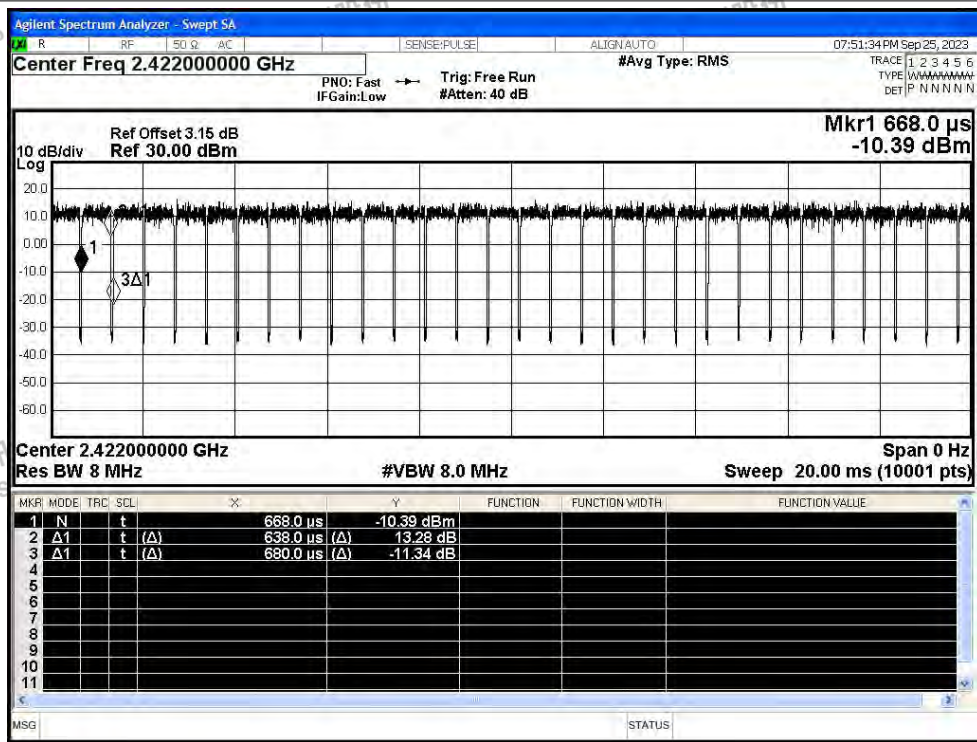 Agilent Spectrum Analyzer - Swept SA
LXI R RF 50 Ω AC SENSE:PULSE ALIGN AUTO 07:51:34 PM Sep 25, 2023
Center Freq 2.422000000 GHz #Avg Type: RMS TRACE 1 2 3 4 5 6
PNO: Fast Trig: Free Run TYPE WWWWWW
IFGain:Low #Atten: 40 dB DET P N N N N N
Mkr1 668.0 µs
-10.39 dBm
Ref Offset 3.15 dB
10 dB/div Ref 30.00 dBm
Log
20.0
10.0
0.00
1
-10.0
3Δ1
-20.0
-30.0
-40.0
-50.0
-60.0
Center 2.422000000 GHz Span 0 Hz
Res BW 8 MHz #VBW 8.0 MHz Sweep 20.00 ms (10001 pts)
MKR MODE TRC SCL X Y FUNCTION FUNCTION WIDTH FUNCTION VALUE
1 N t 668.0 µs -10.39 dBm
2 Δ1 t (Δ) 638.0 µs (Δ) 13.28 dB
3 Δ1 t (Δ) 680.0 µs (Δ) -11.34 dB
4
5
6
7
8
9
10
11
MSG STATUS